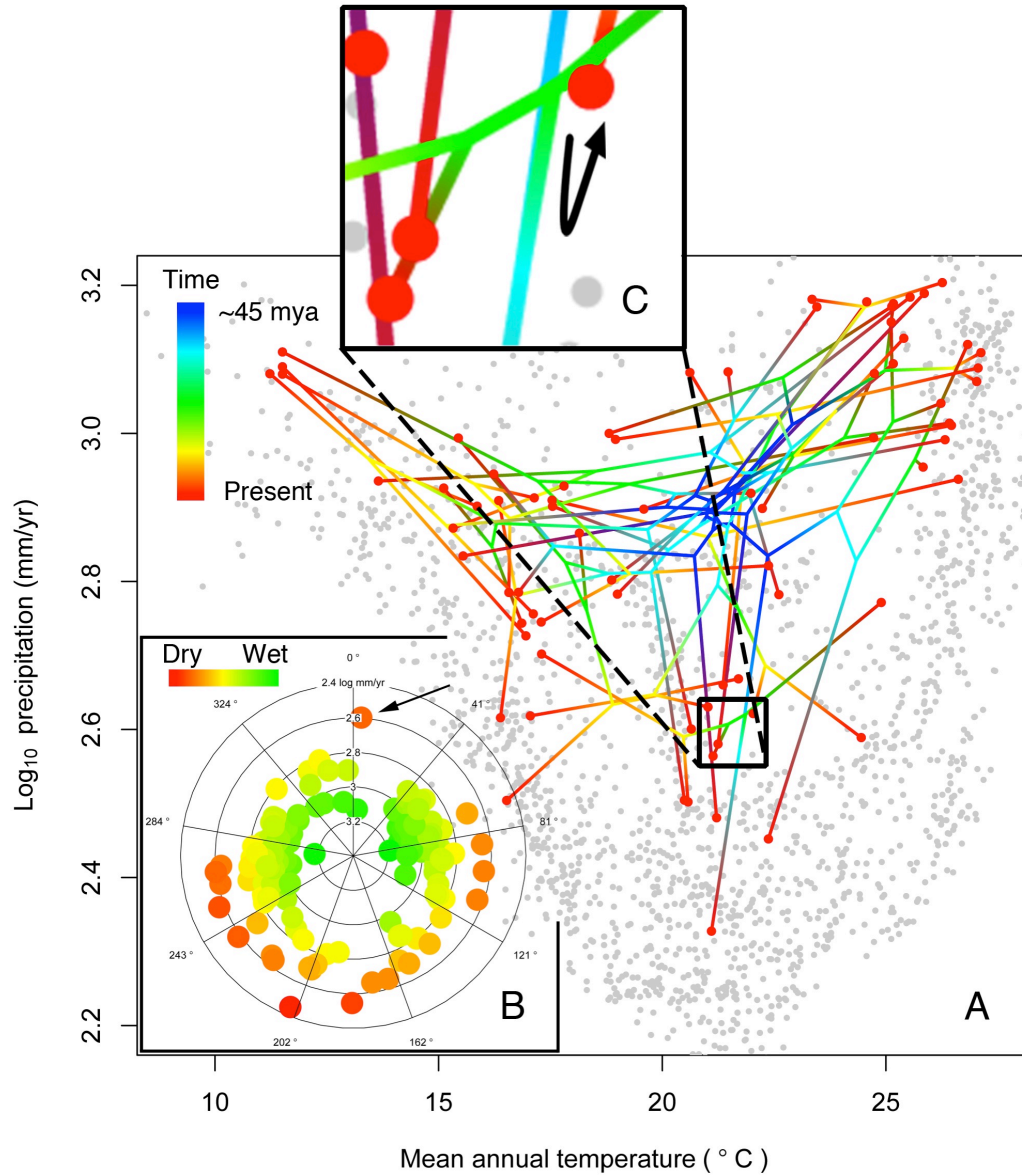 C
Time
~45 mya
Present
3.2
3.0
2.8
2.6
2.4
2.2
Log10 precipitation (mm/yr)
Dry Wet
0 °
2.4 log mm/yr
2.6
2.8
3
3.2
41 °
81 °
121 °
162 °
202 °
243 °
284 °
324 °
B
A
10 15 20 25
Mean annual temperature ( ° C )